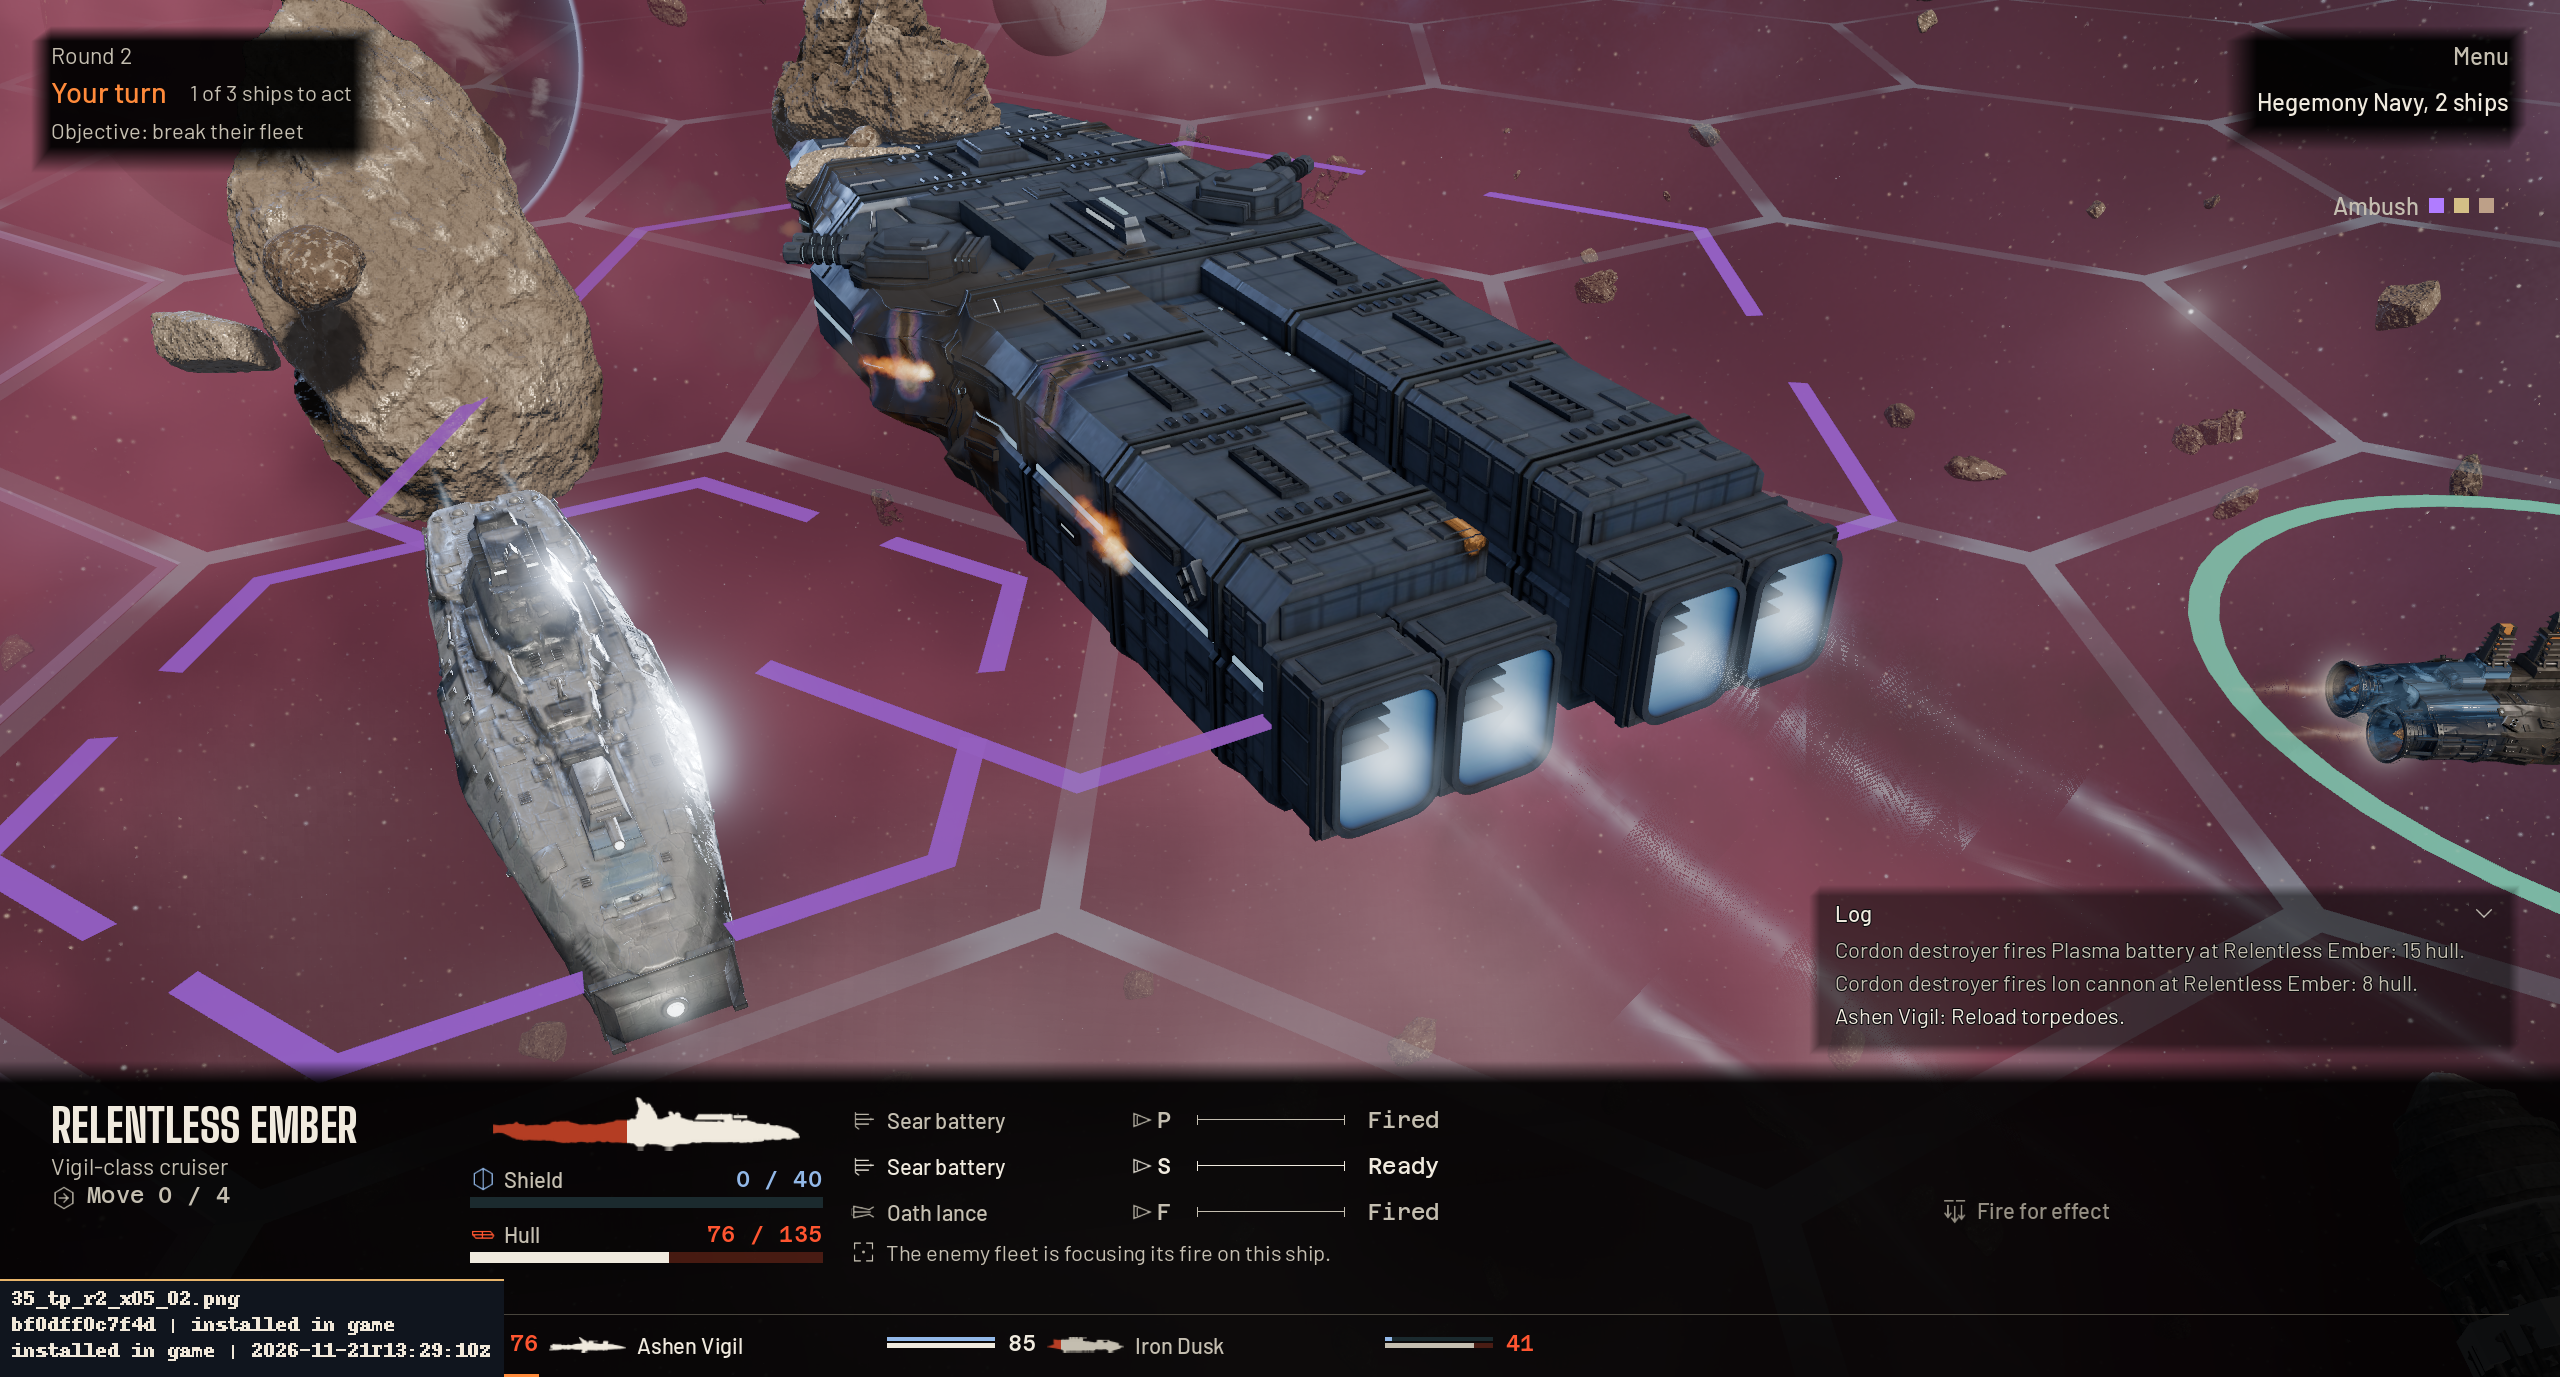 Round 2
Your turn 1 of 3 ships to act
Objective: break their fleet
Menu
Hegemony Navy, 2 ships
Ambush
Log
Cordon destroyer fires Plasma battery at Relentless Ember: 15 hull.
Cordon destroyer fires Ion cannon at Relentless Ember: 8 hull.
Ashen Vigil: Reload torpedoes.
RELENTLESS EMBER
Vigil-class cruiser
Move 0 / 4
Shield 0 / 40
Hull 76 / 135
Sear battery P Fired
Sear battery S Ready
Oath lance F Fired
The enemy fleet is focusing its fire on this ship.
Fire for effect
35_tp_r2_x05_02.png
bf0dff0c7f4d | installed in game
installed in game | 2026-11-21r13:29:10z
76 Ashen Vigil 85 Iron Dusk 41